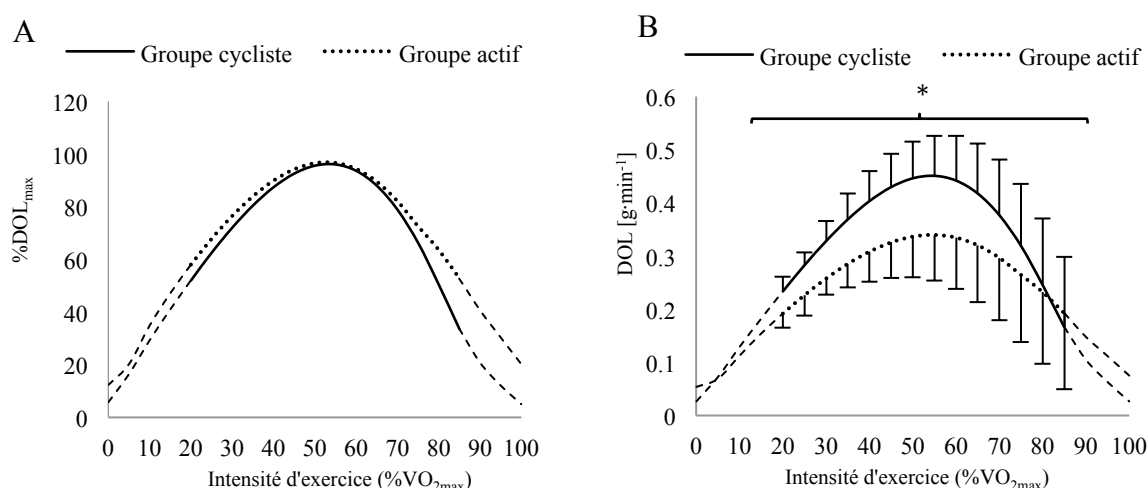 A
Groupe cycliste
Groupe actif
%DOLmax
120
100
80
60
40
20
0
0 10 20 30 40 50 60 70 80 90 100
Intensité d'exercice (%VO2max)
B
Groupe cycliste
Groupe actif
*
DOL [g·min-1]
0.6
0.5
0.4
0.3
0.2
0.1
0
0 10 20 30 40 50 60 70 80 90 100
Intensité d'exercice (%VO2max)